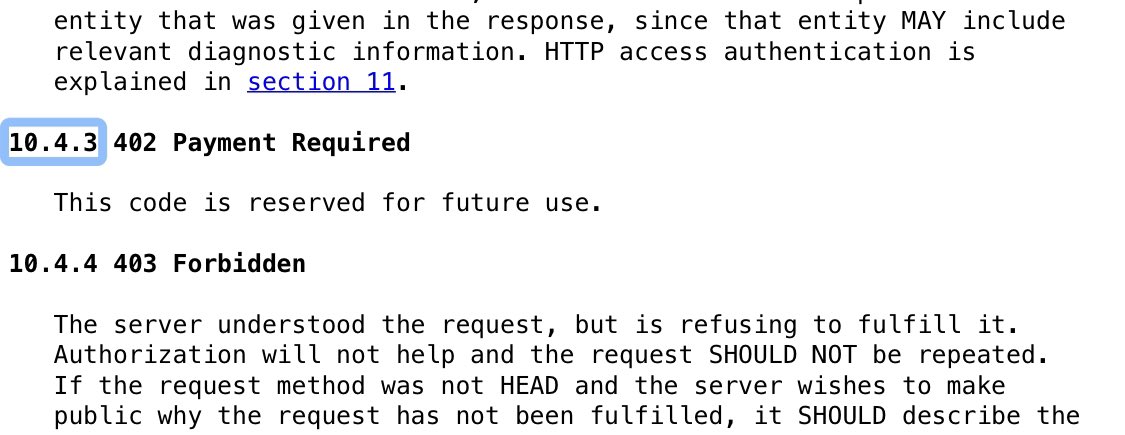 entity that was given in the response, since that entity MAY include
relevant diagnostic information. HTTP access authentication is
explained in section 11.
10.4.3 402 Payment Required
This code is reserved for future use.
10.4.4 403 Forbidden
The server understood the request, but is refusing to fulfill it.
Authorization will not help and the request SHOULD NOT be repeated.
If the request method was not HEAD and the server wishes to make
public why the request has not been fulfilled, it SHOULD describe the